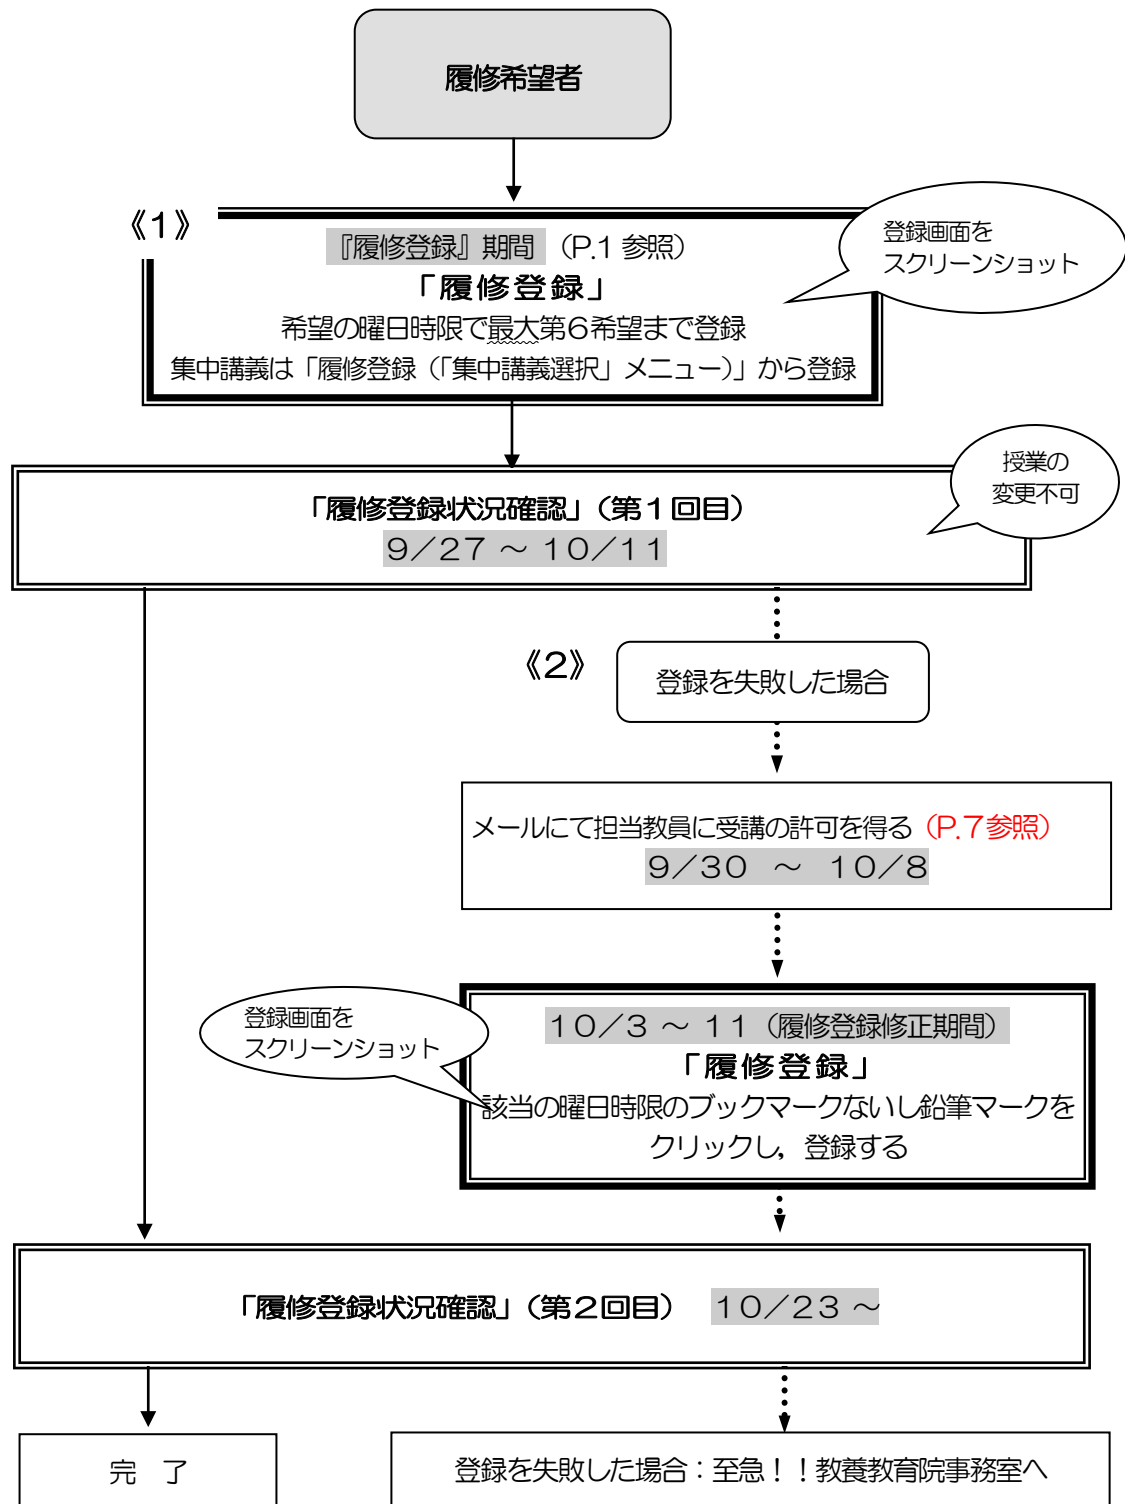 履修希望者
《1》
『履修登録』期間 （P.1 参照）
「履修登録」
希望の曜日時限で最大第6希望まで登録
集中講義は「履修登録（「集中講義選択」メニュー）」から登録
登録画面を
スクリーンショット
「履修登録状況確認」（第１回目）
９／27 ～ 10／11
授業の
変更不可
《2》
登録を失敗した場合
メールにて担当教員に受講の許可を得る（P.7参照）
９／30 ～ 10／8
登録画面を
スクリーンショット
10／3 ～ 11（履修登録修正期間）
「履修登録」
該当の曜日時限のブックマークないし鉛筆マークを
クリックし，登録する
「履修登録状況確認」（第２回目） 10／23 ～
完 了
登録を失敗した場合：至急！！教養教育院事務室へ